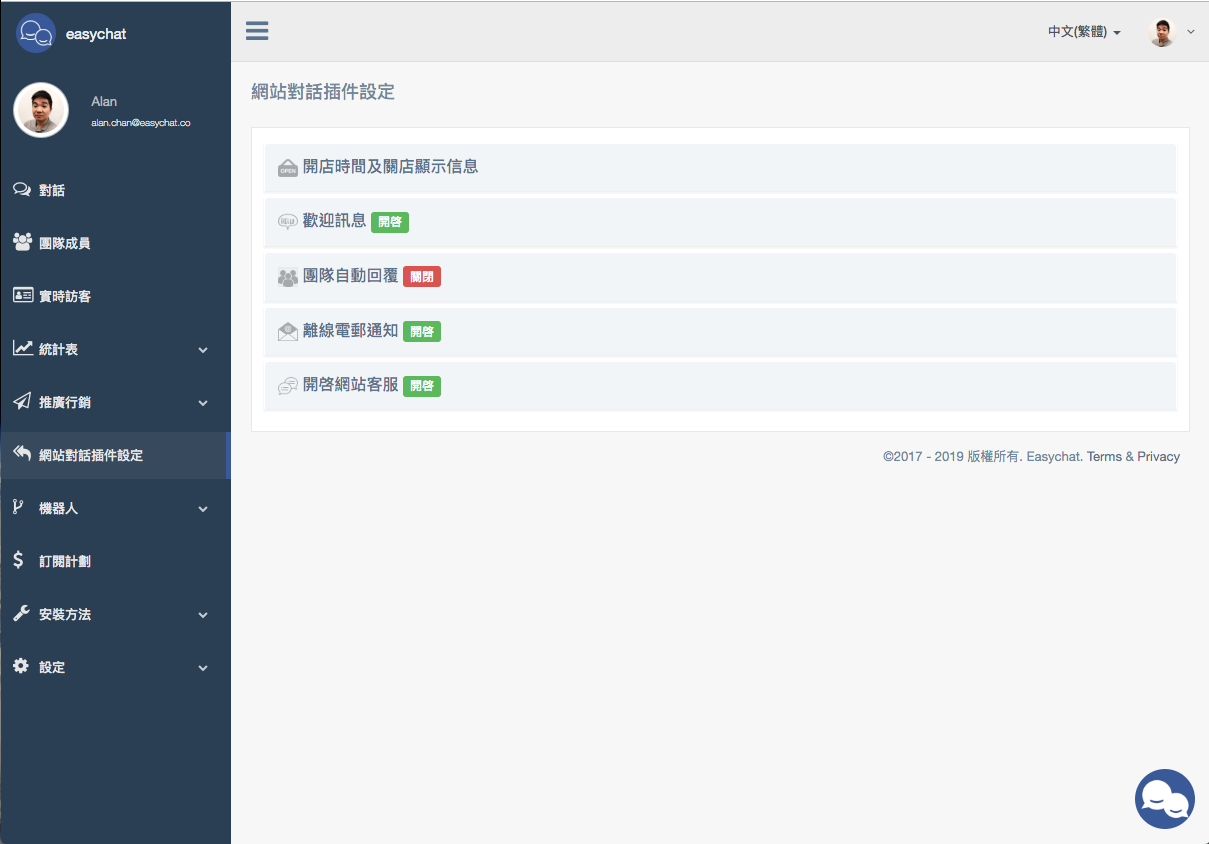 easychat
中文(繁體)
Alan
alan.chan@easychat.co
對話
團隊成員
實時訪客
統計表
推廣行銷
網站對話插件設定
機器人
訂閱計劃
安裝方法
設定
網站對話插件設定
OPEN
開店時間及關店顯示信息
HELLO
歡迎訊息 開啓
團隊自動回覆 關閉
離線電郵通知 開啓
開啓網站客服 開啓
©2017 - 2019 版權所有. Easychat. Terms & Privacy